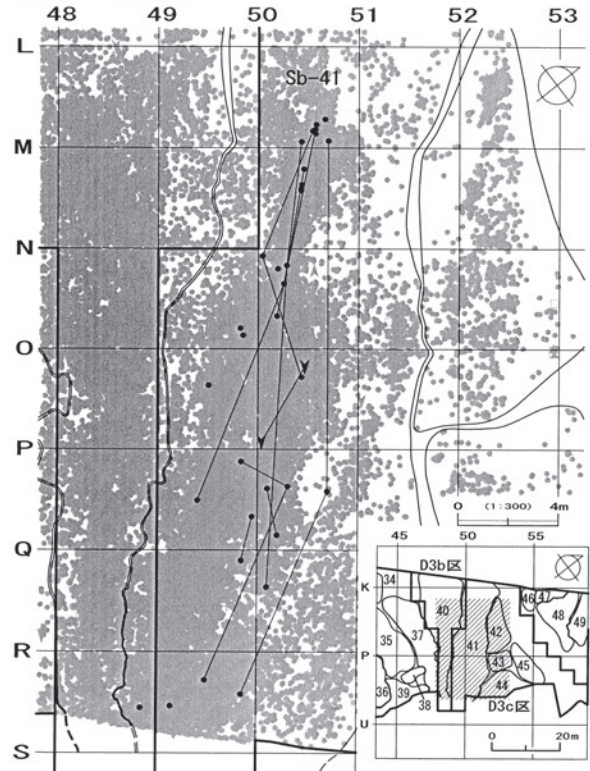 48 49 50 51 52 53
L
Sb-41
M
N
O
P
0 (1:300) 4m
Q
R
S
45 50 55
D3b区
K
34
46 47
40
48
49
35
37
42
41
P
43
45
36
39
44
38
D3c区
U
0 20m